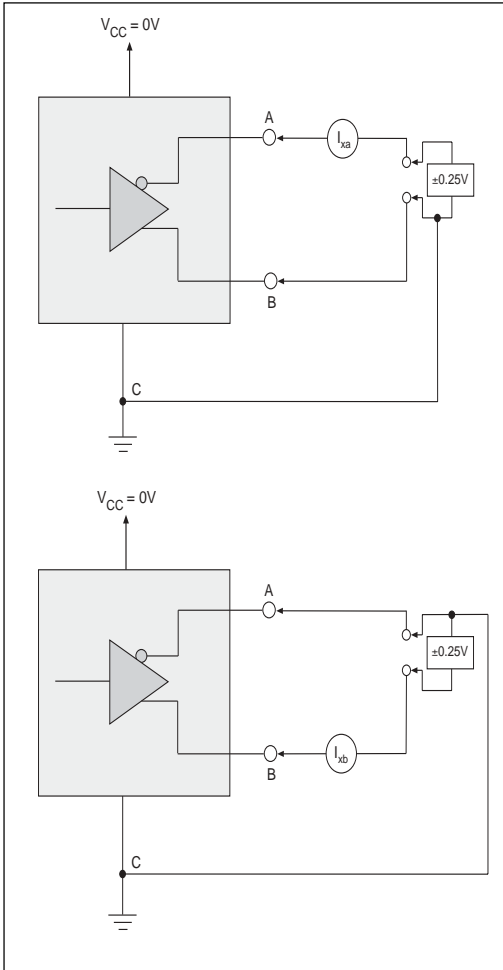 V_CC = 0V
A
I_xa
±0.25V
B
C
V_CC = 0V
A
±0.25V
B
I_xb
C